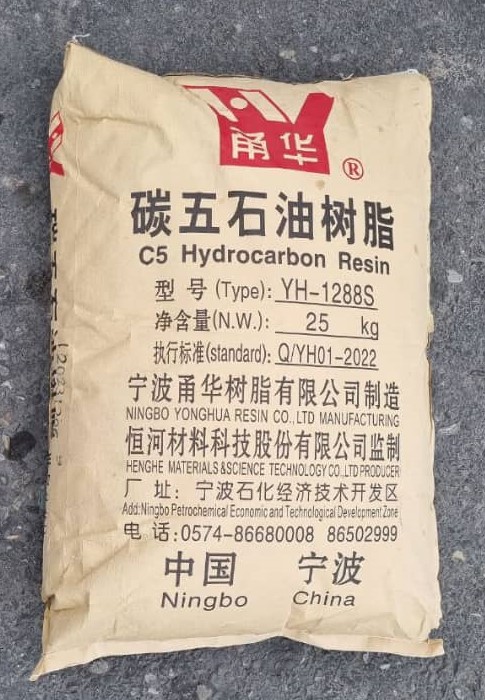 甬华
®
碳五石油树脂
C5 Hydrocarbon Resin
型 号 (Type): YH-1288S
净含量(N.W.): 25 kg
执行标准(standard): Q/YH01-2022
宁波甬华树脂有限公司制造
NINGBO YONGHUA RESIN CO.,LTD MANUFACTURING
恒河材料科技股份有限公司监制
HENGHE MATERIALS&SCIENCE TECHNOLOGY CO.,LTD PRODUCER
厂 址: 宁波石化经济技术开发区
Add:Ningbo Petrochemical Economic and Technological Development Zone
电 话:0574-86680008 86502999
中国 宁波
Ningbo China